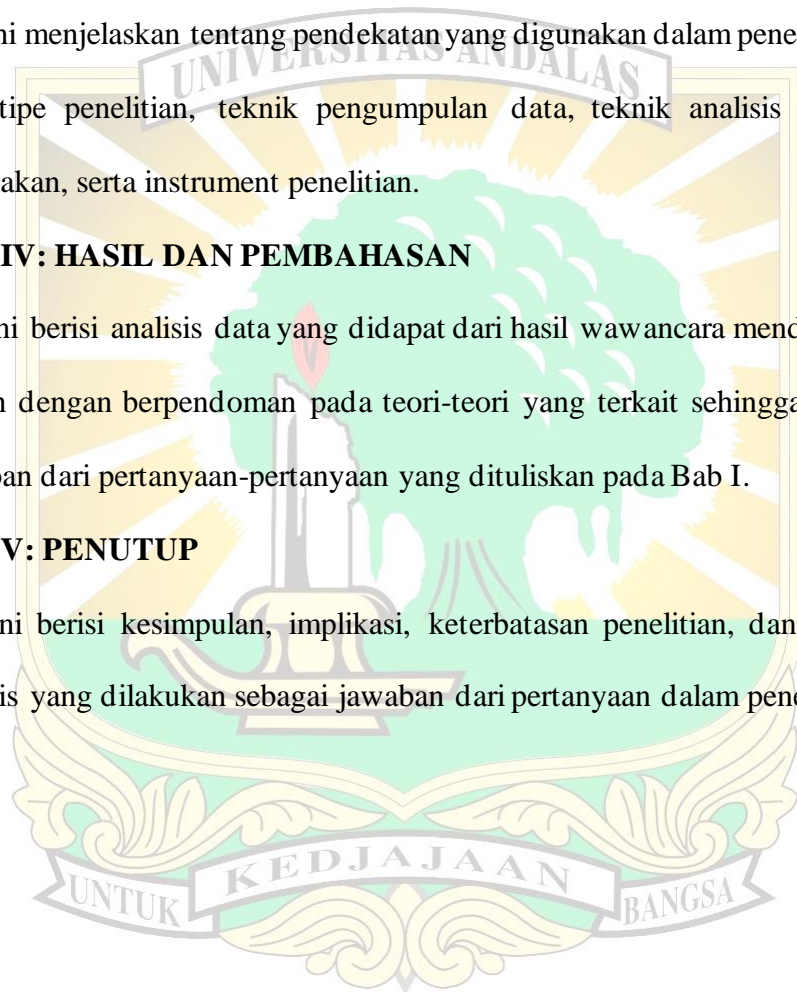 ni menjelaskan tentang pendekatan yang digunakan dalam pene
UNIVERSITAS ANDALAS
tipe penelitian, teknik pengumpulan data, teknik analisis
akan, serta instrument penelitian.
IV: HASIL DAN PEMBAHASAN
ni berisi analisis data yang didapat dari hasil wawancara mend
n dengan berpendoman pada teori-teori yang terkait sehingga
ban dari pertanyaan-pertanyaan yang dituliskan pada Bab I.
V: PENUTUP
ni berisi kesimpulan, implikasi, keterbatasan penelitian, dan
is yang dilakukan sebagai jawaban dari pertanyaan dalam pene
UNTUK KEDJAJAAN BANGSA